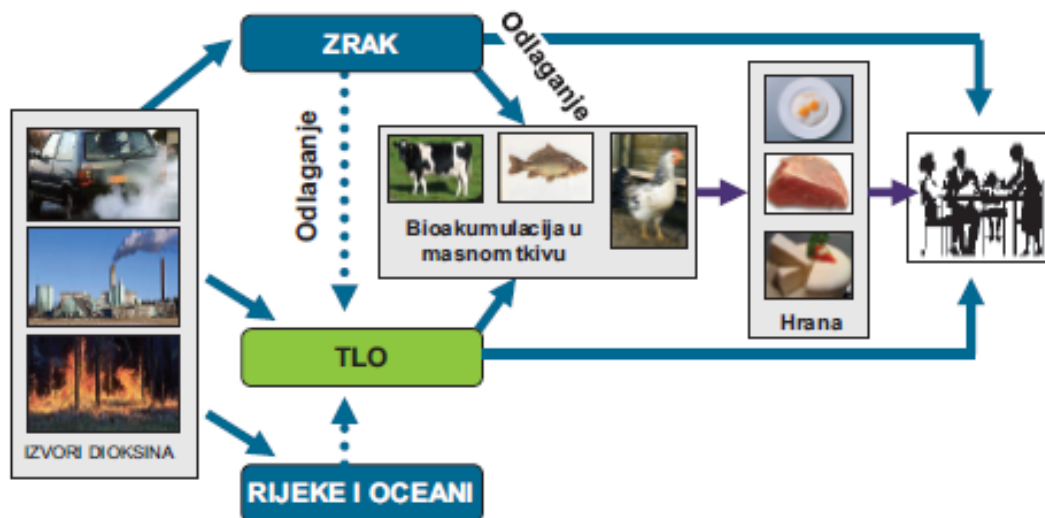 ZRAK
Odlaganje
Odlaganje
Bioakumulacija u
masnom tkivu
Hrana
TLO
IZVORI DIOKSINA
RIJEKE I OCEANI